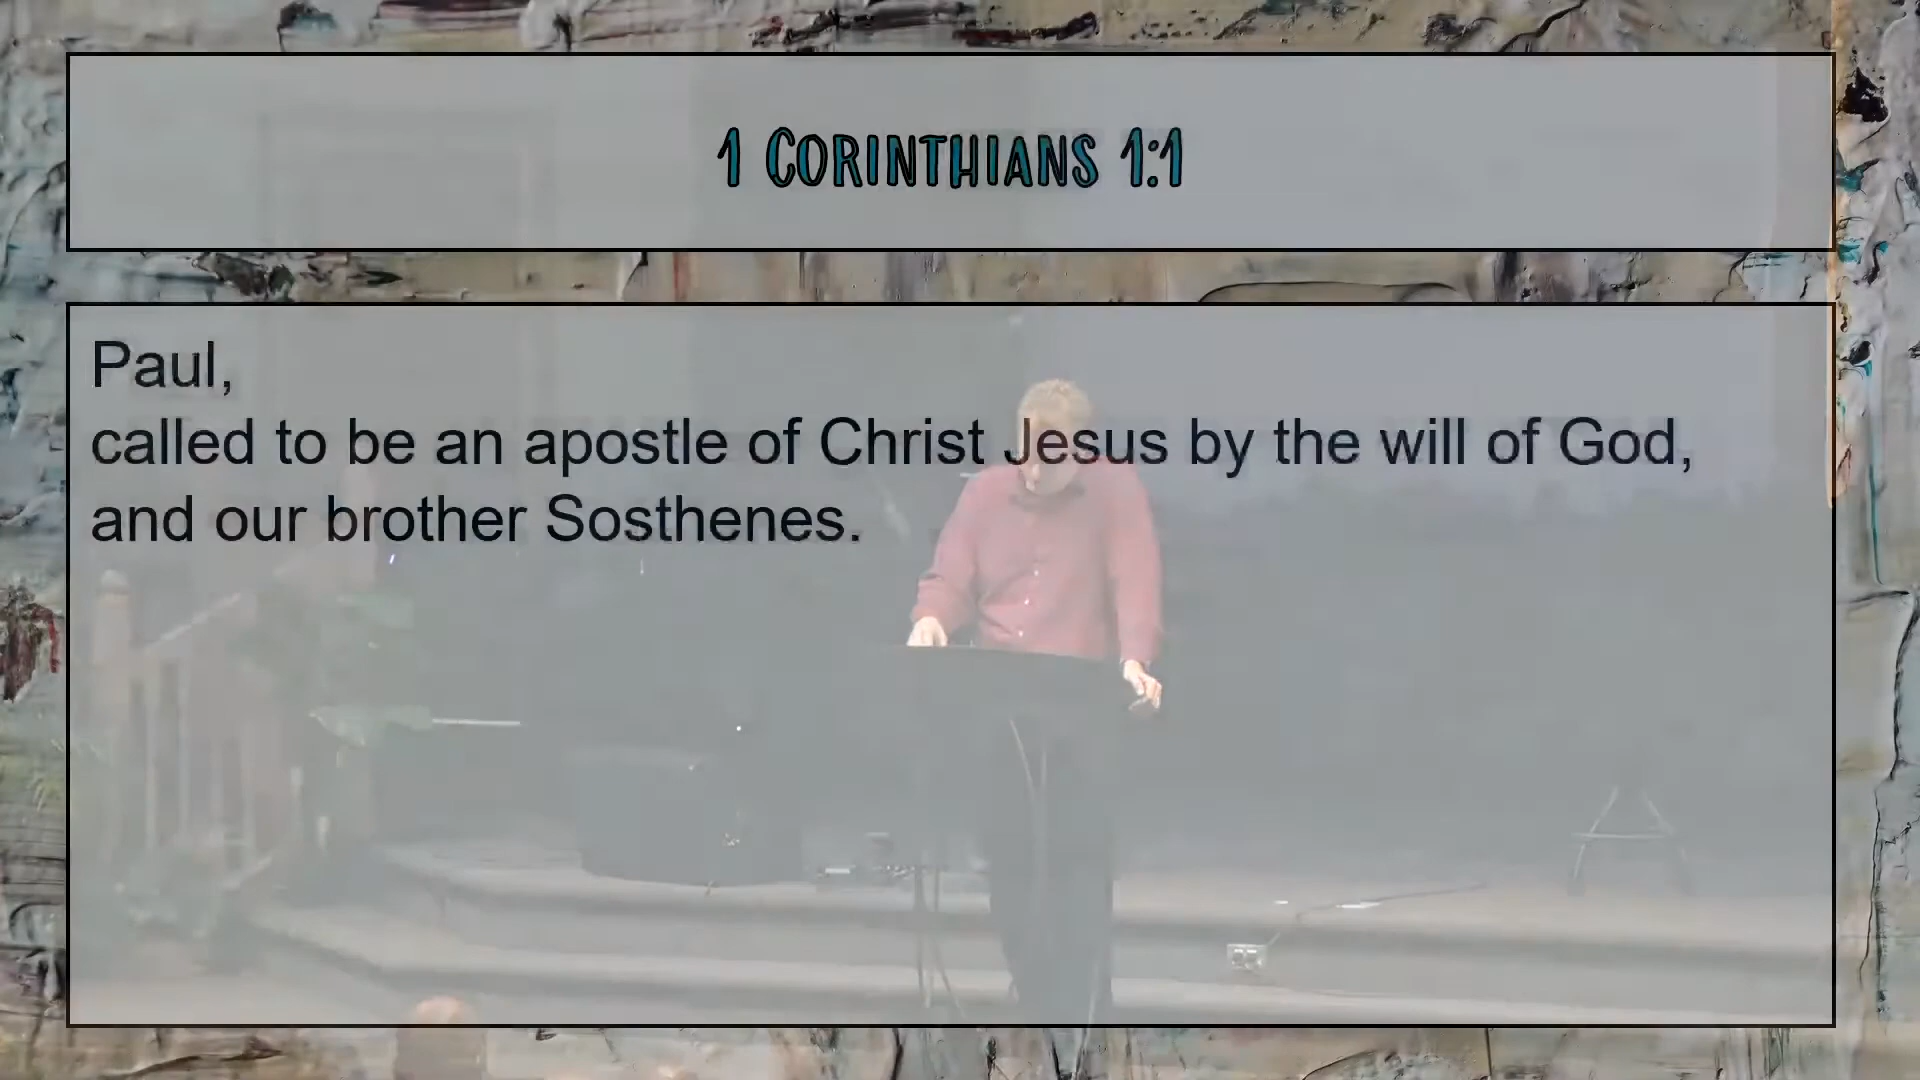 1 CORINTHIANS 1:1
Paul,
called to be an apostle of Christ Jesus by the will of God,
and our brother Sosthenes.